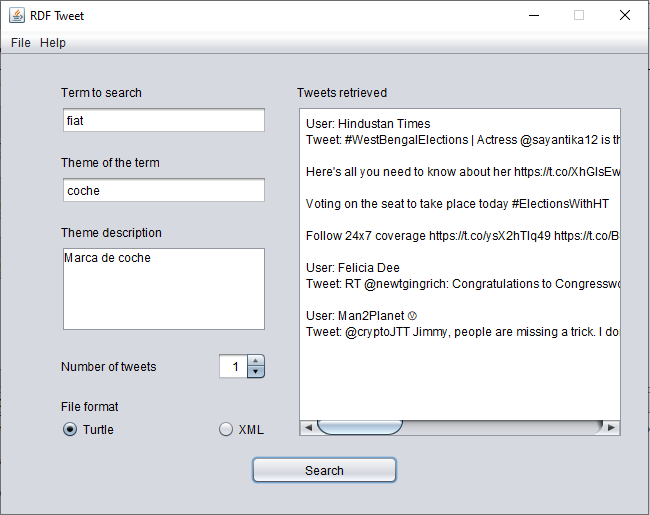 RDF Tweet
File Help
Term to search
fiat
Theme of the term
coche
Theme description
Marca de coche
Number of tweets
1
File format
Turtle
XML
Tweets retrieved
User: Hindustan Times
Tweet: #WestBengalElections | Actress @sayantika12 is th
Here's all you need to know about her https://t.co/XhGlsEw
Voting on the seat to take place today #ElectionsWithHT
Follow 24x7 coverage https://t.co/ysX2hTlq49 https://t.co/B
User: Felicia Dee
Tweet: RT @newtgingrich: Congratulations to Congresswo
User: Man2Planet Ⓥ
Tweet: @cryptoJTT Jimmy, people are missing a trick. I do
Search